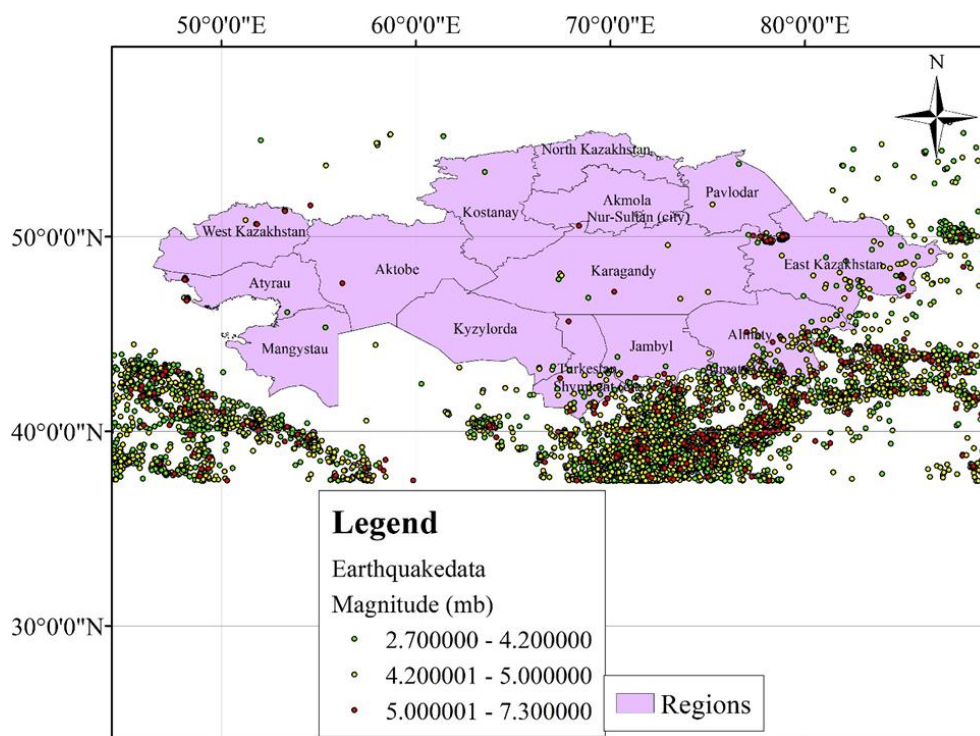 50°0'0"E 60°0'0"E 70°0'0"E 80°0'0"E
N
North Kazakhstan
Kostanay
Akmola
Nur-Sultan (city)
Pavlodar
50°0'0"N
West Kazakhstan
Aktobe
Karagandy
East Kazakhstan
Atyrau
Mangystau
Kyzylorda
Jambyl
Almaty
Turkestan
40°0'0"N
30°0'0"N
Legend
Earthquakedata
Magnitude (mb)
2.700000 - 4.200000
4.200001 - 5.000000
5.000001 - 7.300000
Regions